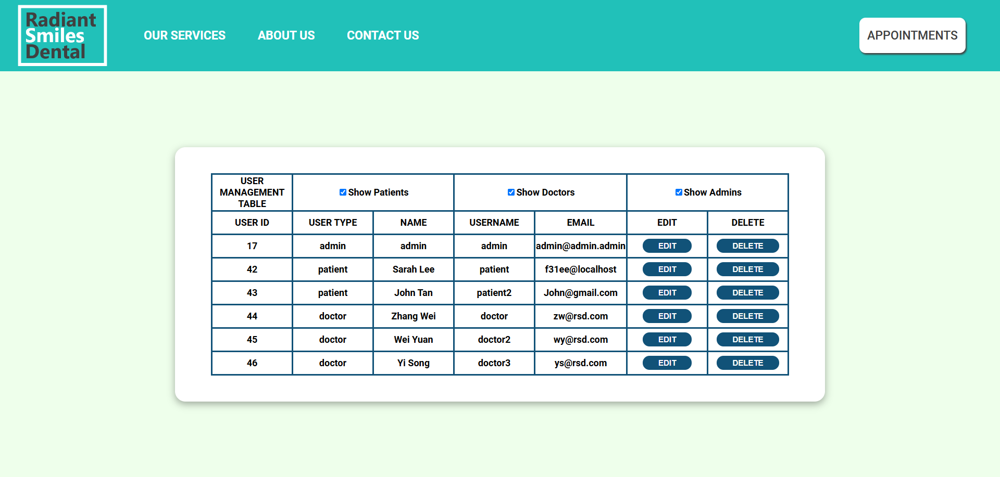 Radiant
Smiles
Dental
OUR SERVICES ABOUT US CONTACT US APPOINTMENTS
USER
MANAGEMENT
TABLE
Show Patients Show Doctors Show Admins
USER ID USER TYPE NAME USERNAME EMAIL EDIT DELETE
17 admin admin admin admin@admin.admin EDIT DELETE
42 patient Sarah Lee patient f31ee@localhost EDIT DELETE
43 patient John Tan patient2 John@gmail.com EDIT DELETE
44 doctor Zhang Wei doctor zw@rsd.com EDIT DELETE
45 doctor Wei Yuan doctor2 wy@rsd.com EDIT DELETE
46 doctor Yi Song doctor3 ys@rsd.com EDIT DELETE